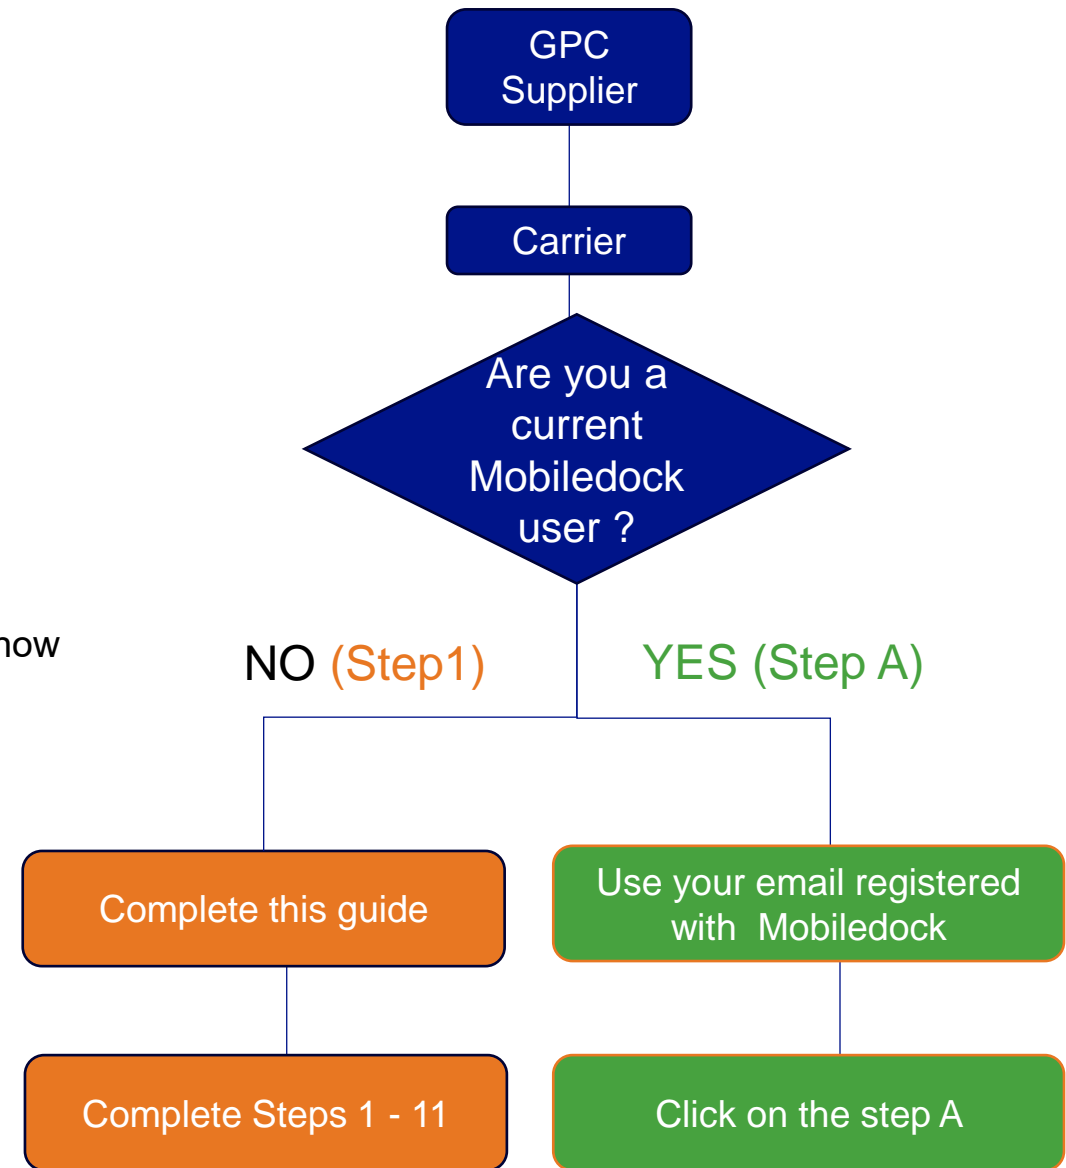 GPC
Supplier
Carrier
Are you a
current
Mobiledock
user ?
now
NO (Step1)
YES (Step A)
Complete this guide
Use your email registered
with  Mobiledock
Complete Steps 1 - 11
Click on the step A